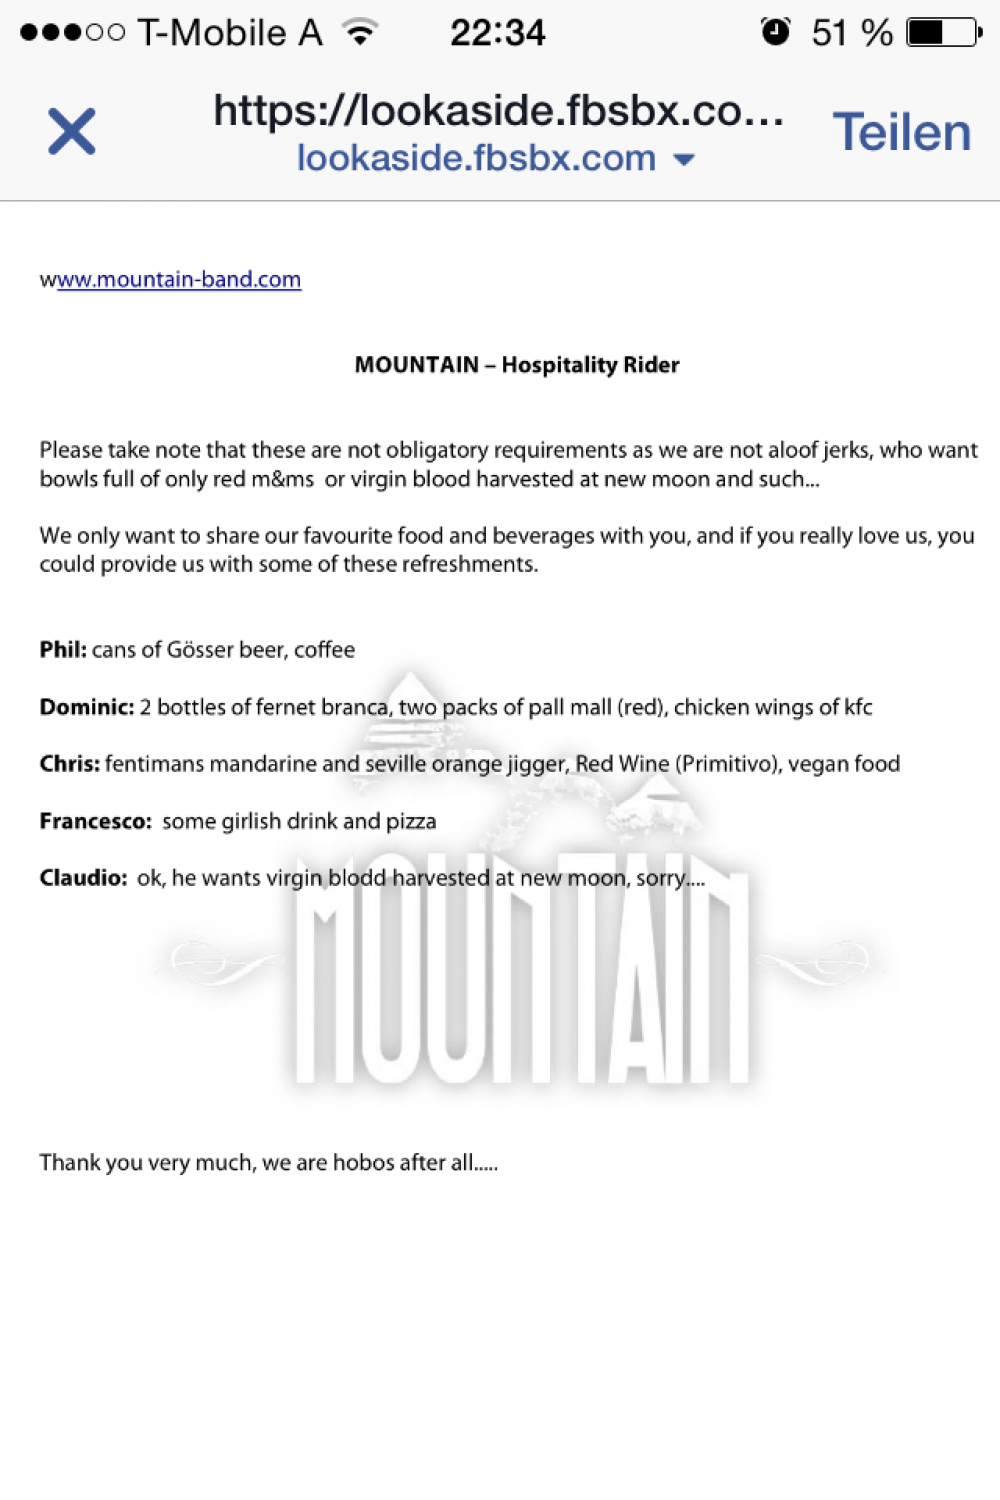 T-Mobile A 22:34 51 %
https://lookaside.fbsbx.co...
lookaside.fbsbx.com
Teilen
www.mountain-band.com
MOUNTAIN – Hospitality Rider
Please take note that these are not obligatory requirements as we are not aloof jerks, who want
bowls full of only red m&ms  or virgin blood harvested at new moon and such...
We only want to share our favourite food and beverages with you, and if you really love us, you
could provide us with some of these refreshments.
Phil: cans of Gösser beer, coffee
Dominic: 2 bottles of fernet branca, two packs of pall mall (red), chicken wings of kfc
Chris: fentimans mandarine and seville orange jigger, Red Wine (Primitivo), vegan food
Francesco:  some girlish drink and pizza
Claudio:  ok, he wants virgin blodd harvested at new moon, sorry....
MOUNTAIN
Thank you very much, we are hobos after all.....